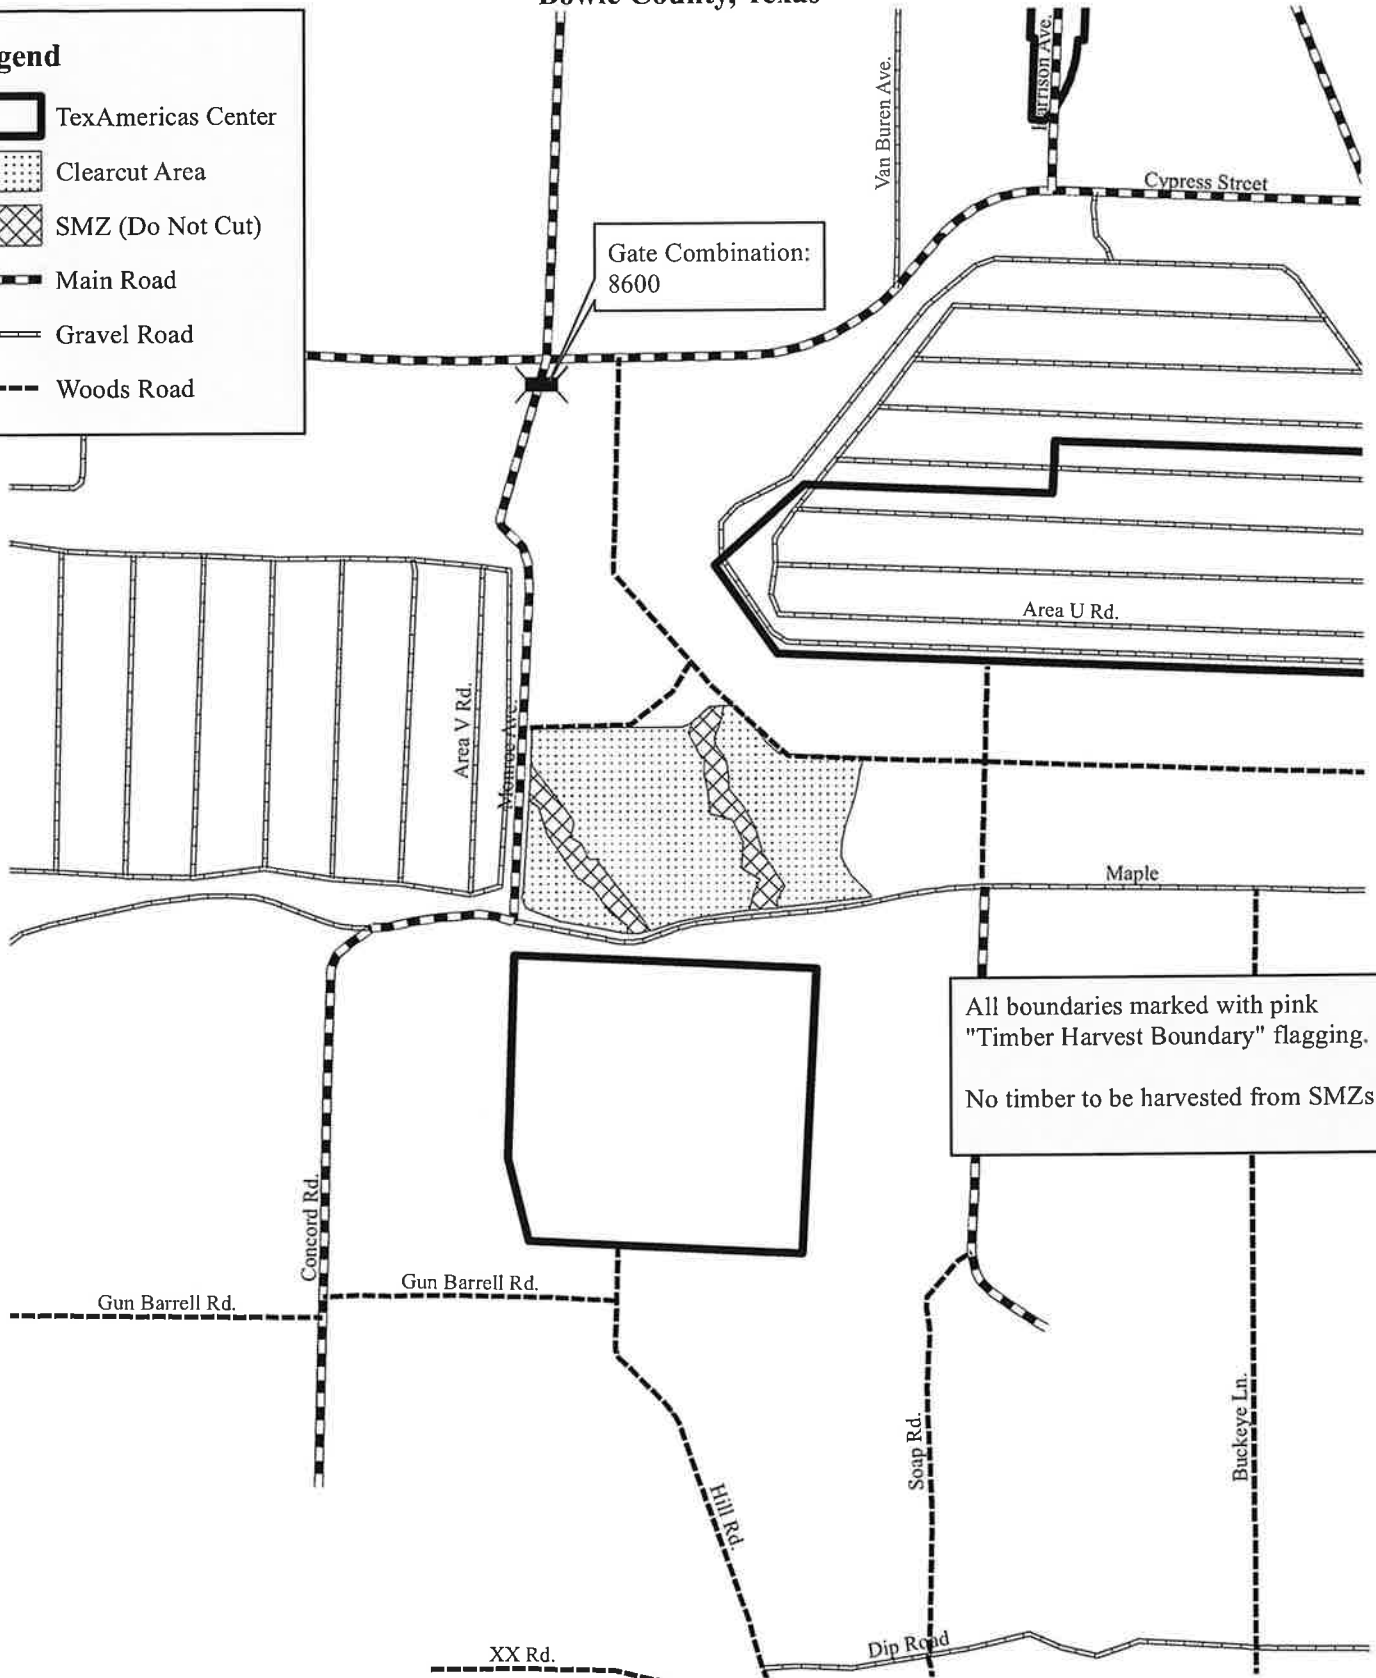 Bowie County, Texas
gend
TexAmericas Center
Clearcut Area
SMZ (Do Not Cut)
Main Road
Gravel Road
Woods Road
Van Buren Ave.
Harrison Ave.
Cypress Street
Gate Combination:
8600
Area U Rd.
Area V Rd.
Monroe Ave.
Maple
All boundaries marked with pink
"Timber Harvest Boundary" flagging.
No timber to be harvested from SMZs
Concord Rd.
Gun Barrell Rd.
Gun Barrell Rd.
Hill Rd.
Soap Rd.
Buckeye Ln.
Dip Road
XX Rd.